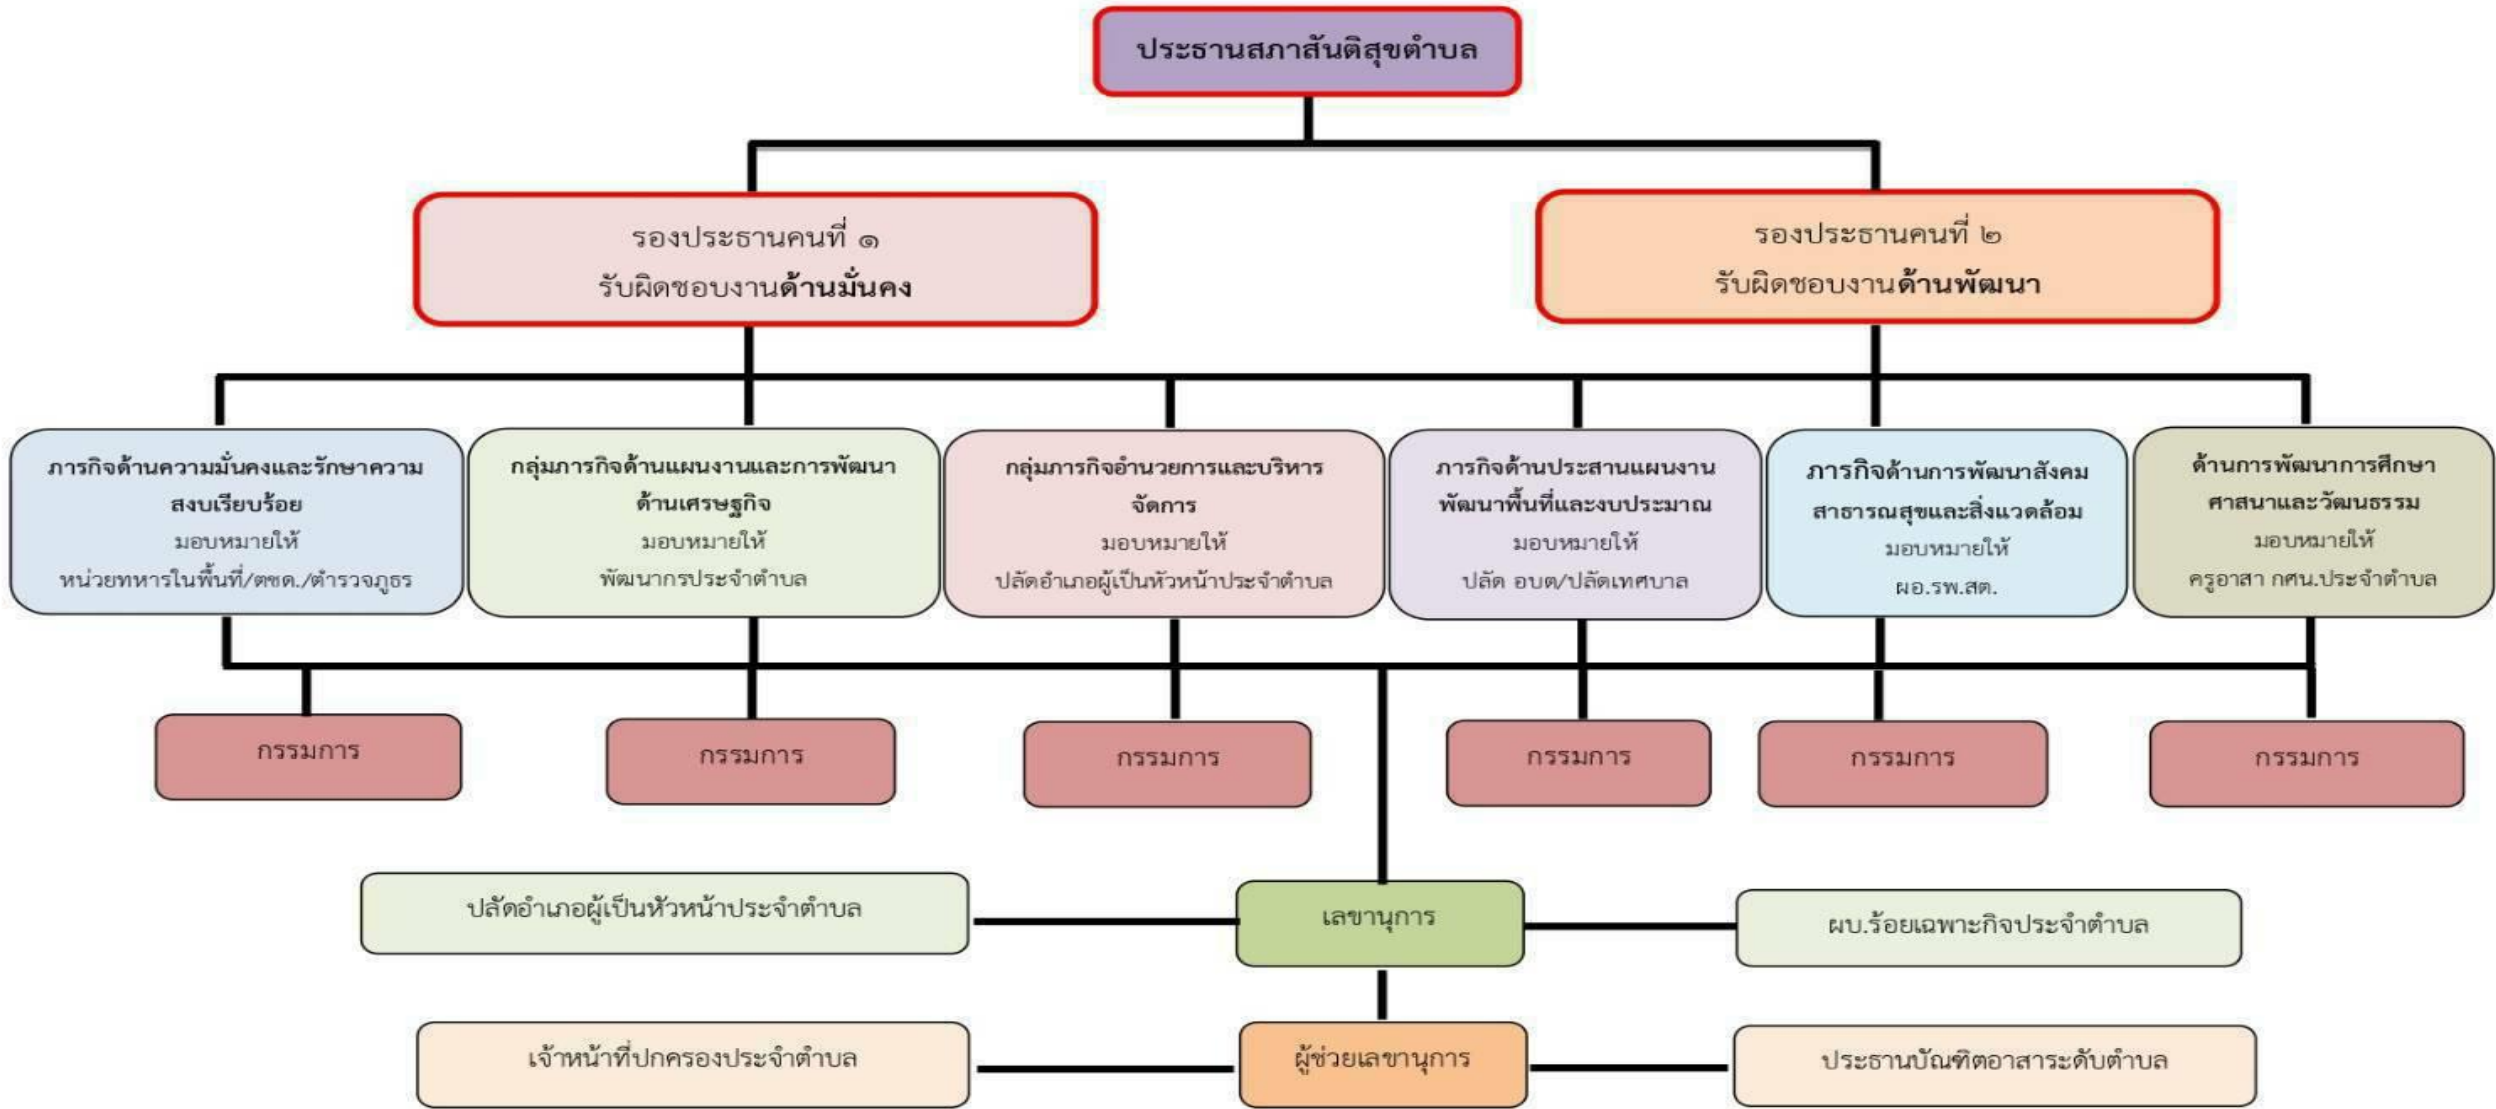 ประธานสภาสันติสุขตำบล
รองประธานคนที่ ๑
รับผิดชอบงานด้านมั่นคง
รองประธานคนที่ ๒
รับผิดชอบงานด้านพัฒนา
ภารกิจด้านความมั่นคงและรักษาความ
สงบเรียบร้อย
มอบหมายให้
หน่วยทหารในพื้นที่/ตชด./ตำรวจภูธร
กลุ่มภารกิจด้านแผนงานและการพัฒนา
ด้านเศรษฐกิจ
มอบหมายให้
พัฒนากรประจำตำบล
กลุ่มภารกิจอำนวยการและบริหาร
จัดการ
มอบหมายให้
ปลัดอำเภอผู้เป็นหัวหน้าประจำตำบล
ภารกิจด้านประสานแผนงาน
พัฒนาพื้นที่และงบประมาณ
มอบหมายให้
ปลัด อบต/ปลัดเทศบาล
ภารกิจด้านการพัฒนาสังคม
สาธารณสุขและสิ่งแวดล้อม
มอบหมายให้
ผอ.รพ.สต.
ด้านการพัฒนาการศึกษา
ศาสนาและวัฒนธรรม
มอบหมายให้
ครูอาสา กศน.ประจำตำบล
กรรมการ
กรรมการ
กรรมการ
กรรมการ
กรรมการ
กรรมการ
ปลัดอำเภอผู้เป็นหัวหน้าประจำตำบล
เลขานุการ
ผบ.ร้อยเฉพาะกิจประจำตำบล
เจ้าหน้าที่ปกครองประจำตำบล
ผู้ช่วยเลขานุการ
ประธานบัณฑิตอาสาระดับตำบล